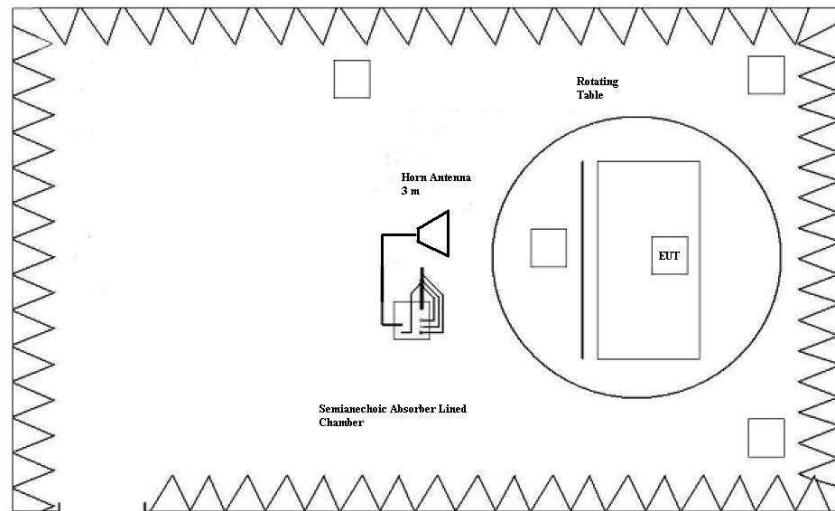 Rotating
Table
Horn Antenna
3 m
EUT
Semianechoic Absorber Lined
Chamber